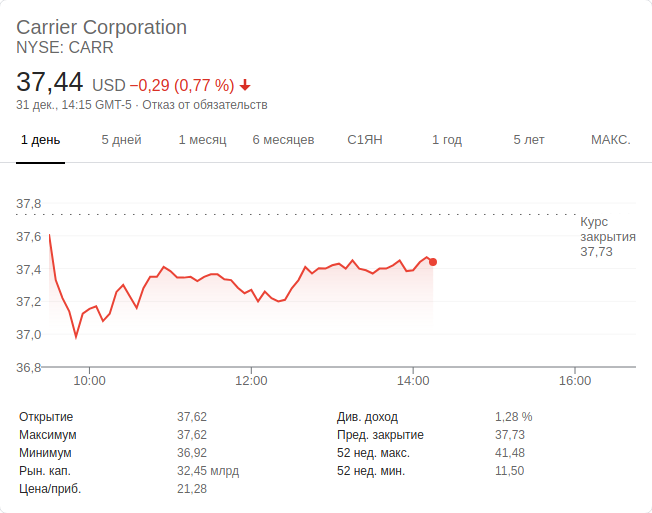 Carrier Corporation
NYSE: CARR
37,44 USD −0,29 (0,77 %)
31 дек., 14:15 GMT-5 · Отказ от обязательств
1 день 5 дней 1 месяц 6 месяцев С1ЯН 1 год 5 лет МАКС.
37,8
Курс
закрытия
37,73
37,6
37,4
37,2
37,0
36,8
10:00 12:00 14:00 16:00
Открытие 37,62 Див. доход 1,28 %
Максимум 37,62 Пред. закрытие 37,73
Минимум 36,92 52 нед. макс. 41,48
Рын. кап. 32,45 млрд 52 нед. мин. 11,50
Цена/приб. 21,28